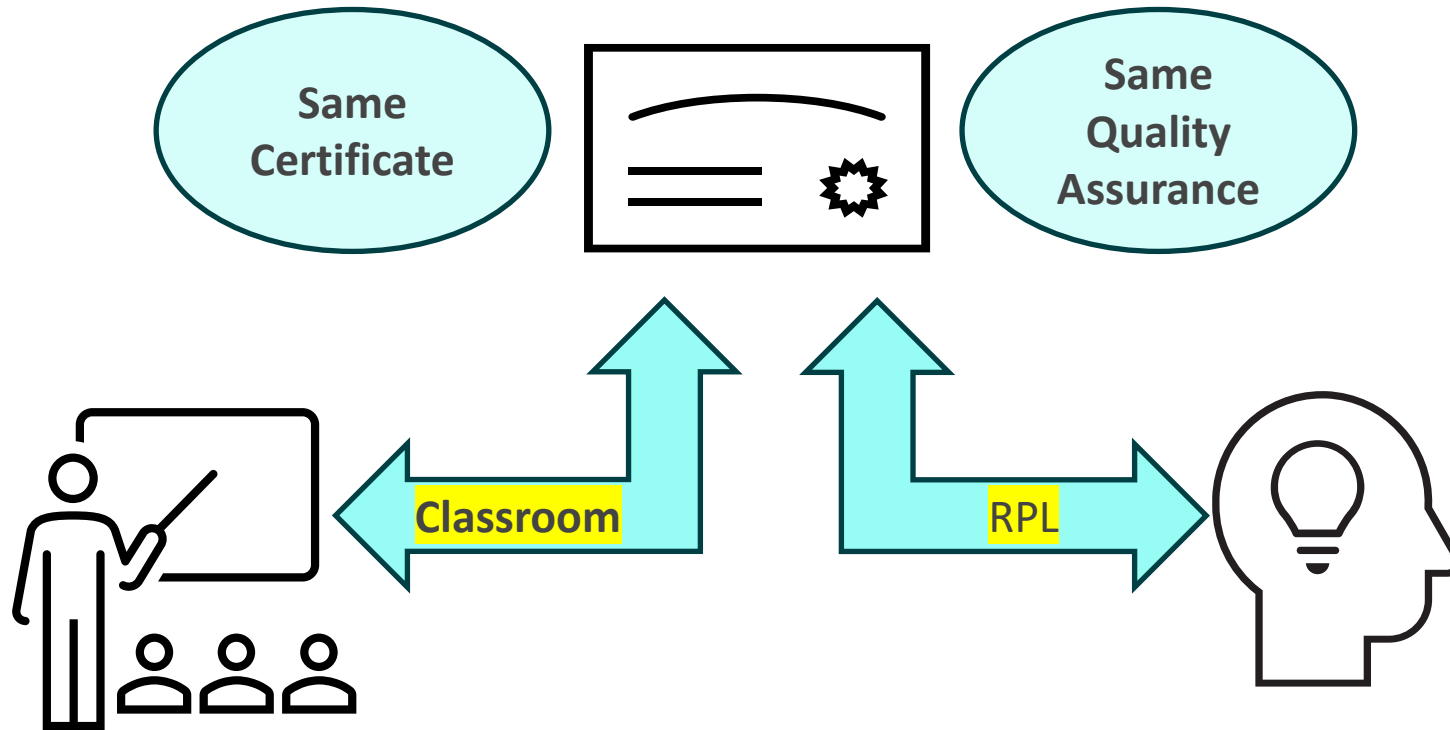 Same
Certificate
Same
Quality
Assurance
Classroom
RPL